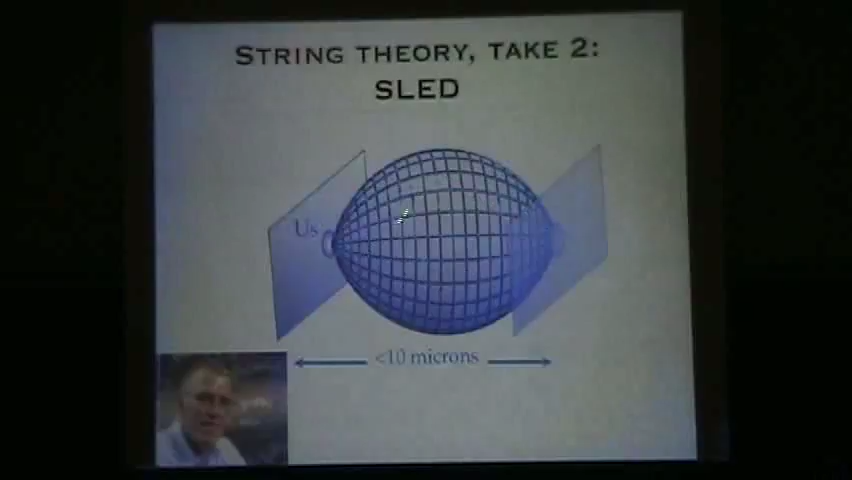 STRING THEORY, TAKE 2:
SLED
Us
<10 microns